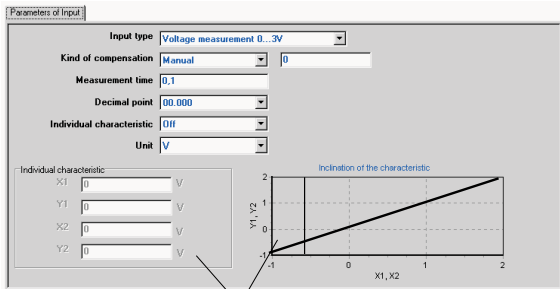 Parameters of Input
Input type Voltage measurement 0...3V
Kind of compensation Manual 0
Measurement time 0,1
Decimal point 00.000
Individual characteristic Off
Unit V
Individual characteristic
X1 0 V
Y1 0 V
X2 0 V
Y2 0 V
Inclination of the characteristic
Y1, Y2
2
1
0
-1
-1 0 1 2
X1, X2